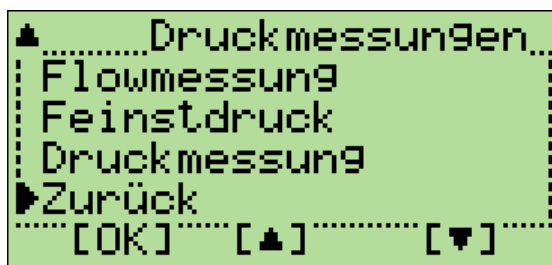 ▲ Druckmessungen
Flowmessung
Feinstdruck
Druckmessung
▶Zurück
[OK] [▲] [▼]